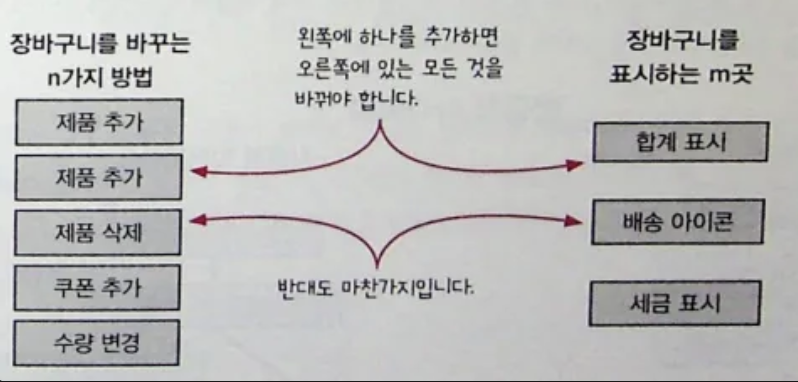 장바구니를 바꾸는
n가지 방법
제품 추가
제품 추가
제품 삭제
쿠폰 추가
수량 변경
왼쪽에 하나를 추가하면
오른쪽에 있는 모든 것을
바꿔야 합니다.
반대도 마찬가지입니다.
장바구니를
표시하는 m곳
합계 표시
배송 아이콘
세금 표시